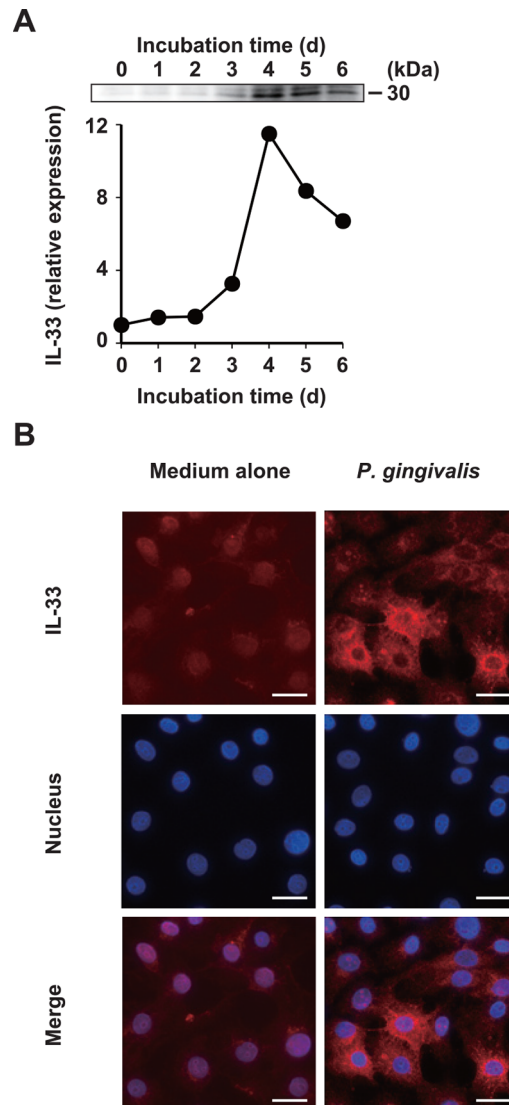 A
Incubation time (d)
0 1 2 3 4 5 6 (kDa)
30
12
8
4
0
IL-33 (relative expression)
0 1 2 3 4 5 6
Incubation time (d)
B
Medium alone P. gingivalis
IL-33
Nucleus
Merge